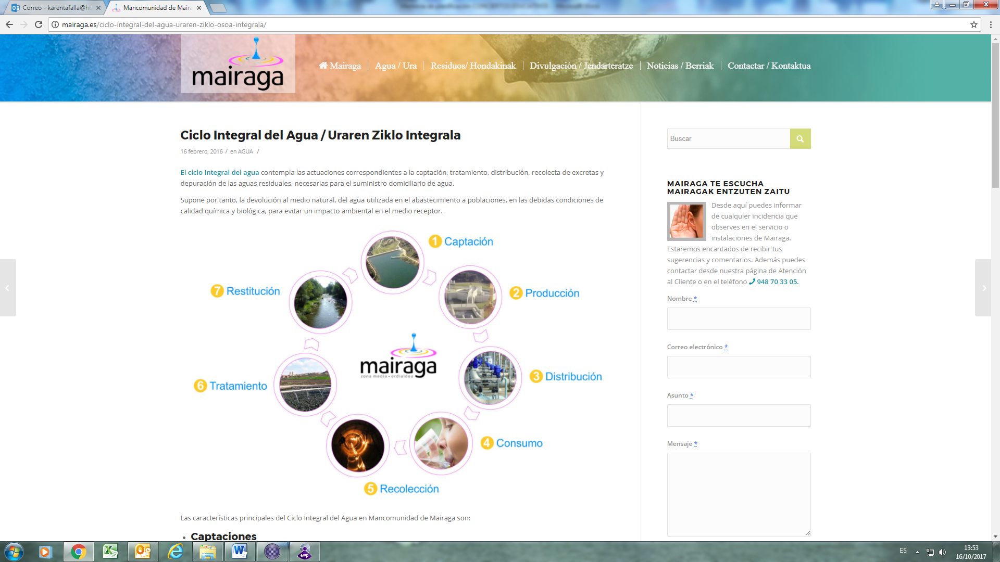 Correo - karentafalla@ho
Mancomunidad de Maira
mairaga.es/ciclo-integral-del-agua-uraren-ziklo-osoa-integrala/
mairaga
Mairaga
Agua / Ura
Residuos/ Hondakinak
Divulgación / Jendarteratze
Noticias / Berriak
Contactar / Kontaktua
Ciclo Integral del Agua / Uraren Ziklo Integrala
16 febrero, 2016 / en AGUA /
El ciclo Integral del agua contempla las actuaciones correspondientes a la captación, tratamiento, distribución, recolecta de excretas y
depuración de las aguas residuales, necesarias para el suministro domiciliario de agua.
Supone por tanto, la devolución al medio natural, del agua utilizada en el abastecimiento a poblaciones, en las debidas condiciones de
calidad química y biológica, para evitar un impacto ambiental en el medio receptor.
1 Captación
2 Producción
3 Distribución
4 Consumo
5 Recolección
6 Tratamiento
7 Restitución
mairaga
zona media • erdialdea
Las características principales del Ciclo Integral del Agua en Mancomunidad de Mairaga son:
• Captaciones
Buscar
MAIRAGA TE ESCUCHA
MAIRAGAK ENTZUTEN ZAITU
Desde aquí puedes informar
de cualquier incidencia que
observes en el servicio o
instalaciones de Mairaga.
Estaremos encantados de recibir tus
sugerencias y comentarios. Además puedes
contactar desde nuestra página de Atención
al Cliente o en el teléfono 948 70 33 05.
Nombre *
Correo electrónico *
Asunto *
Mensaje *
ewp
ES
13:53
16/10/2017